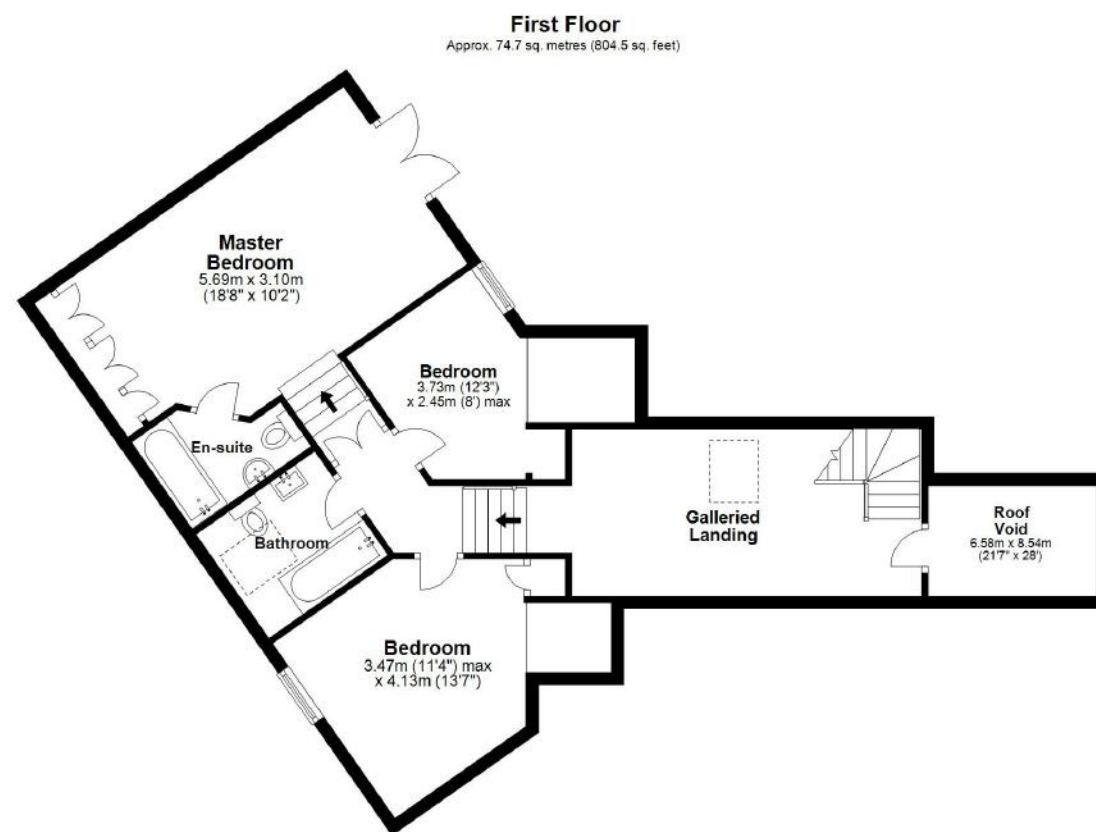 First Floor
Approx. 74.7 sq. metres (804.5 sq. feet)
Master
Bedroom
5.69m x 3.10m
(18'8" x 10'2")
Bedroom
3.73m (12'3")
x 2.45m (8') max
En-suite
Bathroom
Galleried
Landing
Roof
Void
6.58m x 8.54m
(21'7" x 28')
Bedroom
3.47m (11'4") max
x 4.13m (13'7")